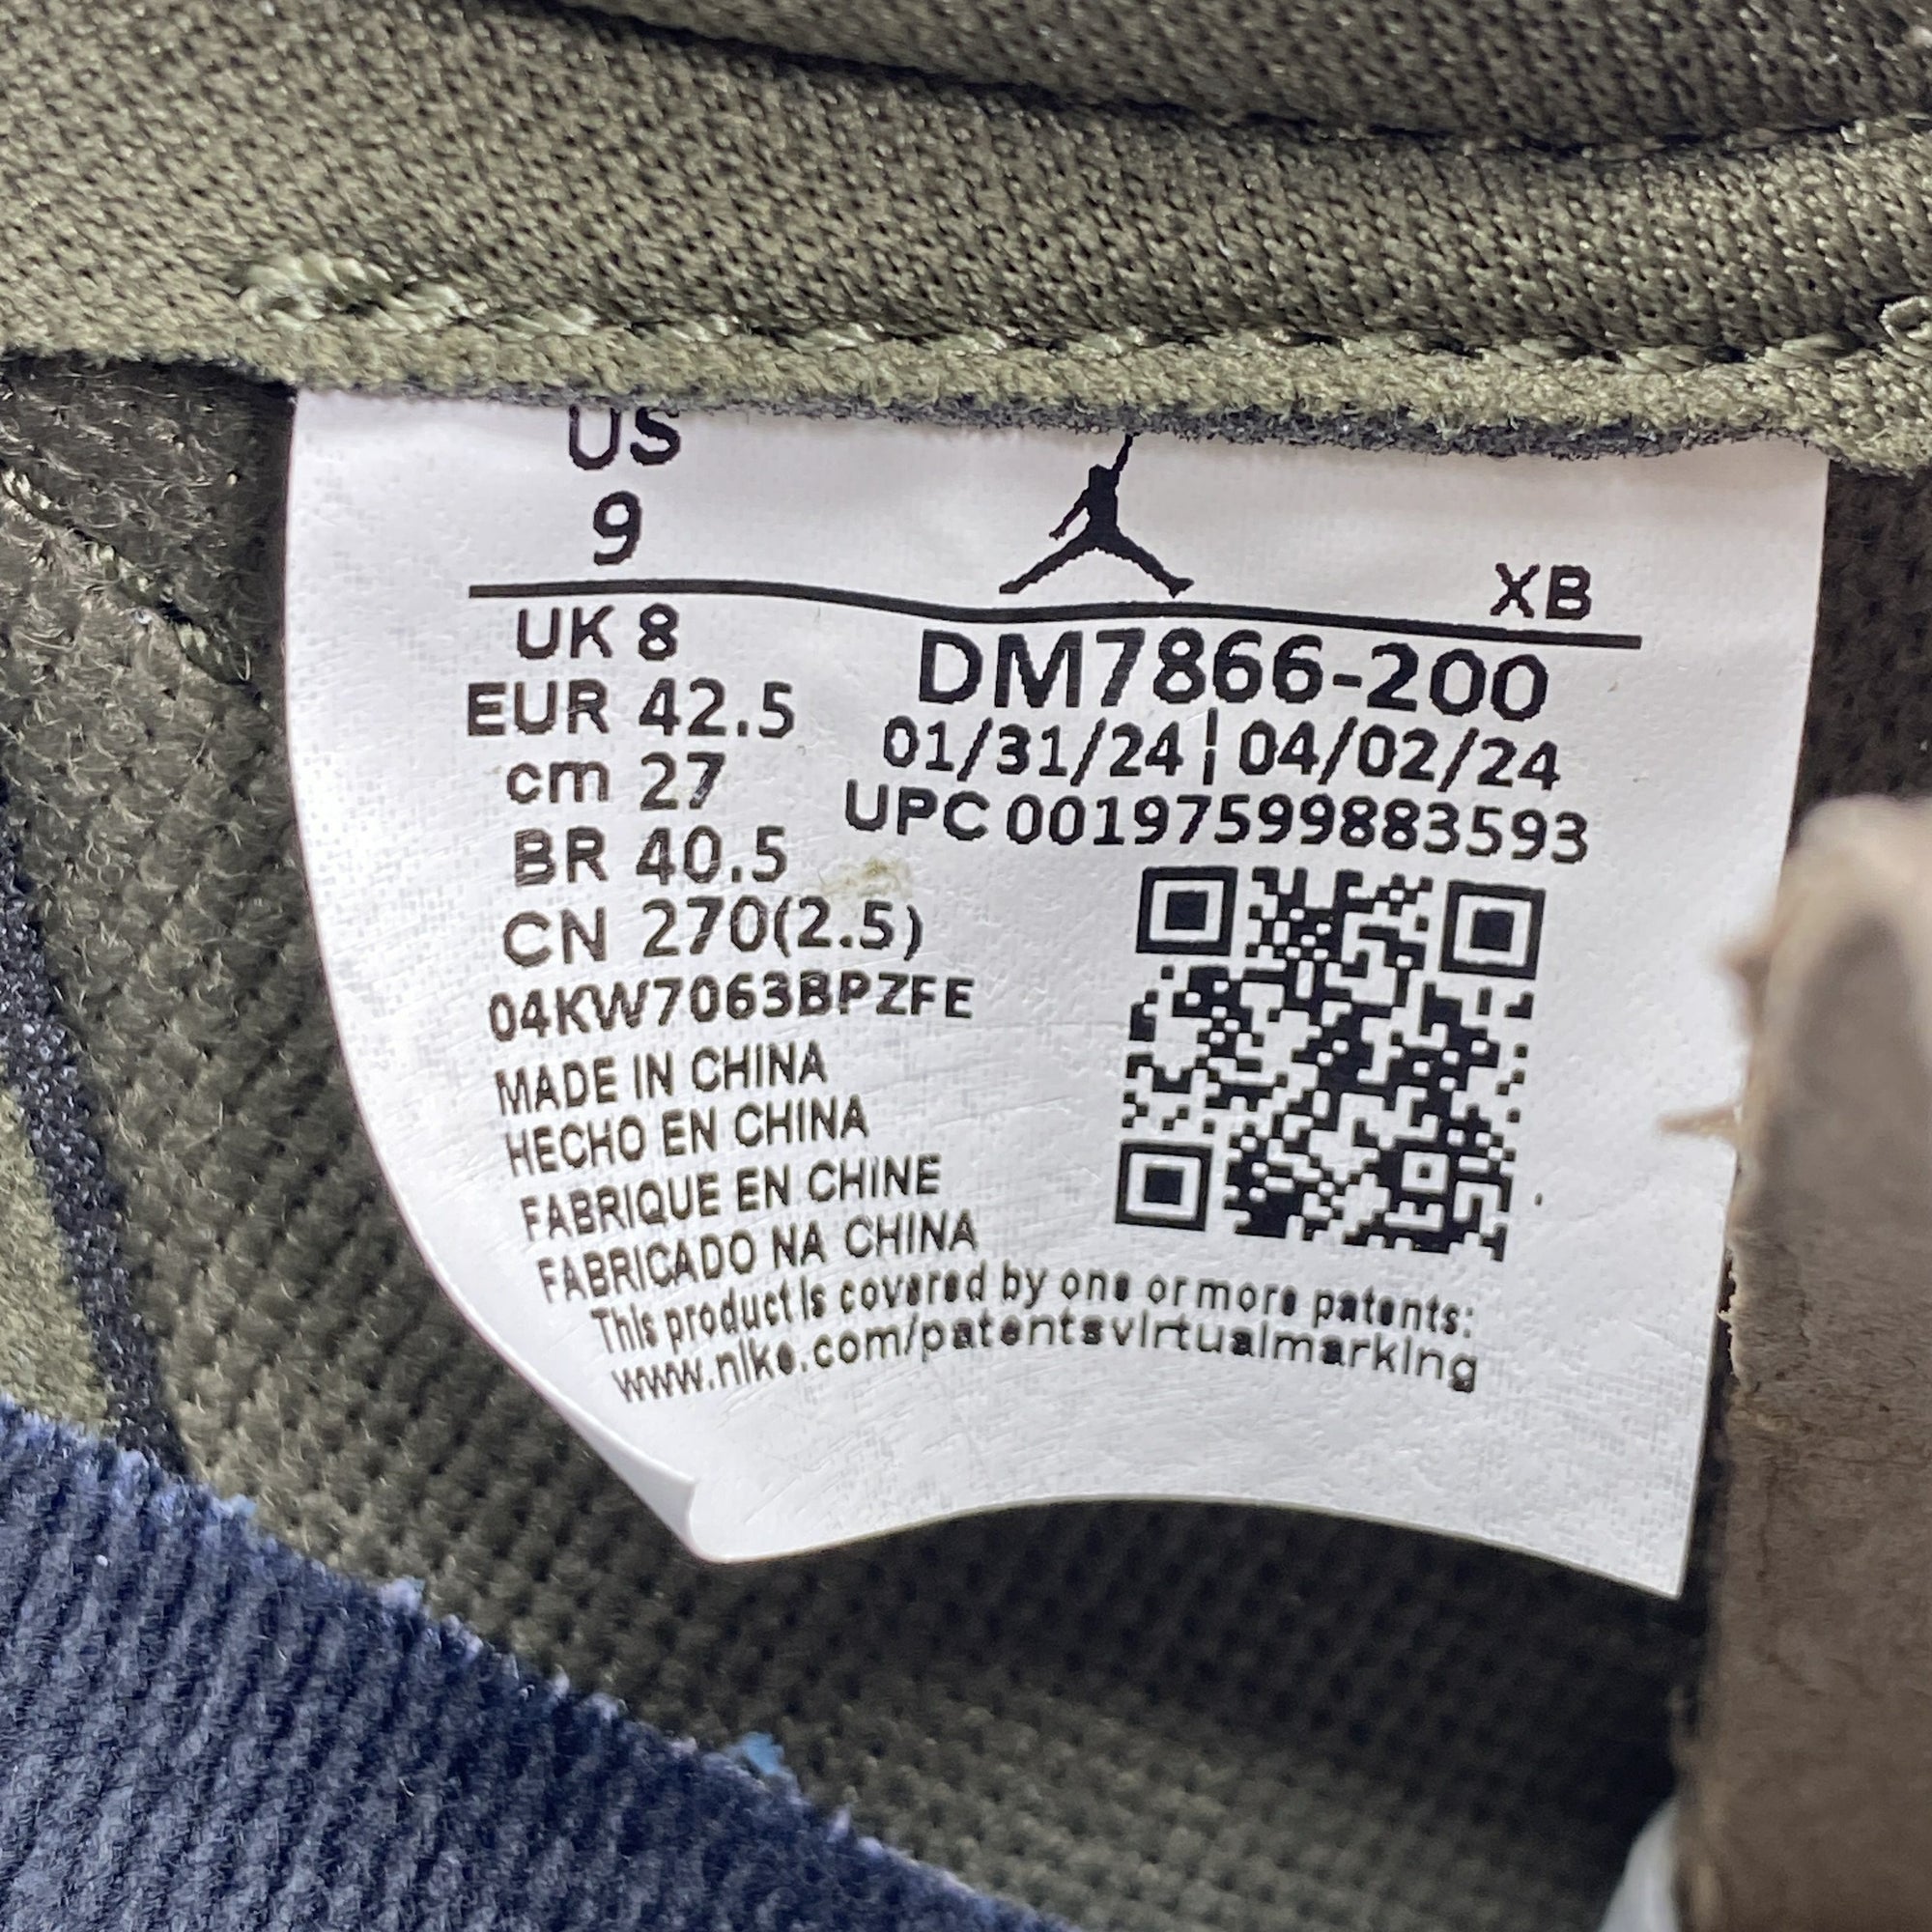 US
9
XB
UK 8
EUR 42.5
cm 27
BR 40.5
CN 270(2.5)
04KW7063BPZFE
DM7866-200
01/31/24¦04/02/24
UPC 00197599883593
MADE IN CHINA
HECHO EN CHINA
FABRIQUE EN CHINE
FABRICADO NA CHINA
This product is covered by one or more patents:
www.nike.com/patentsvirtualmarking